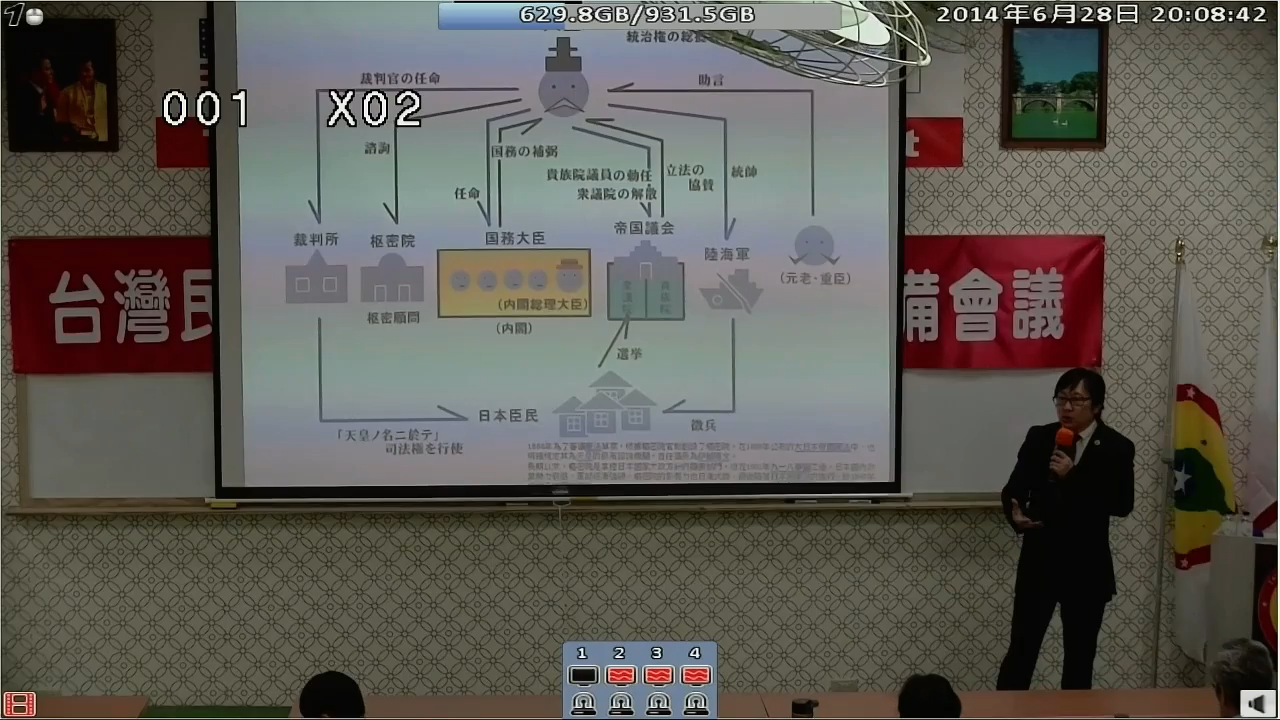 629.8GB/931.5GB
2014年6月28日 20:08:42
001 X02
裁判官の任命
助言
諮詢
国務の補弼
任命
貴族院議員の勅任
衆議院の解散
立法の
協賛
統帥
裁判所
枢密院
国務大臣
帝国議会
陸海軍
(元老・重臣)
(内閣総理大臣)
衆議院
貴族院
枢密顧問
(内閣)
選挙
日本臣民
徴兵
「天皇ノ名ニ於テ」
司法権を行使
台灣民
備會議
t
1 2 3 4